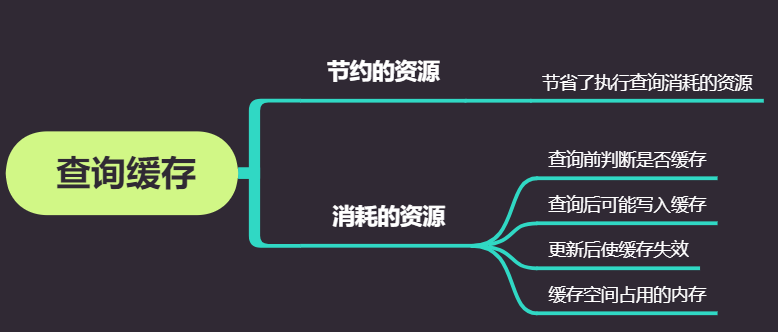 查询缓存
节约的资源
节省了执行查询消耗的资源
消耗的资源
查询前判断是否缓存
查询后可能写入缓存
更新后使缓存失效
缓存空间占用的内存